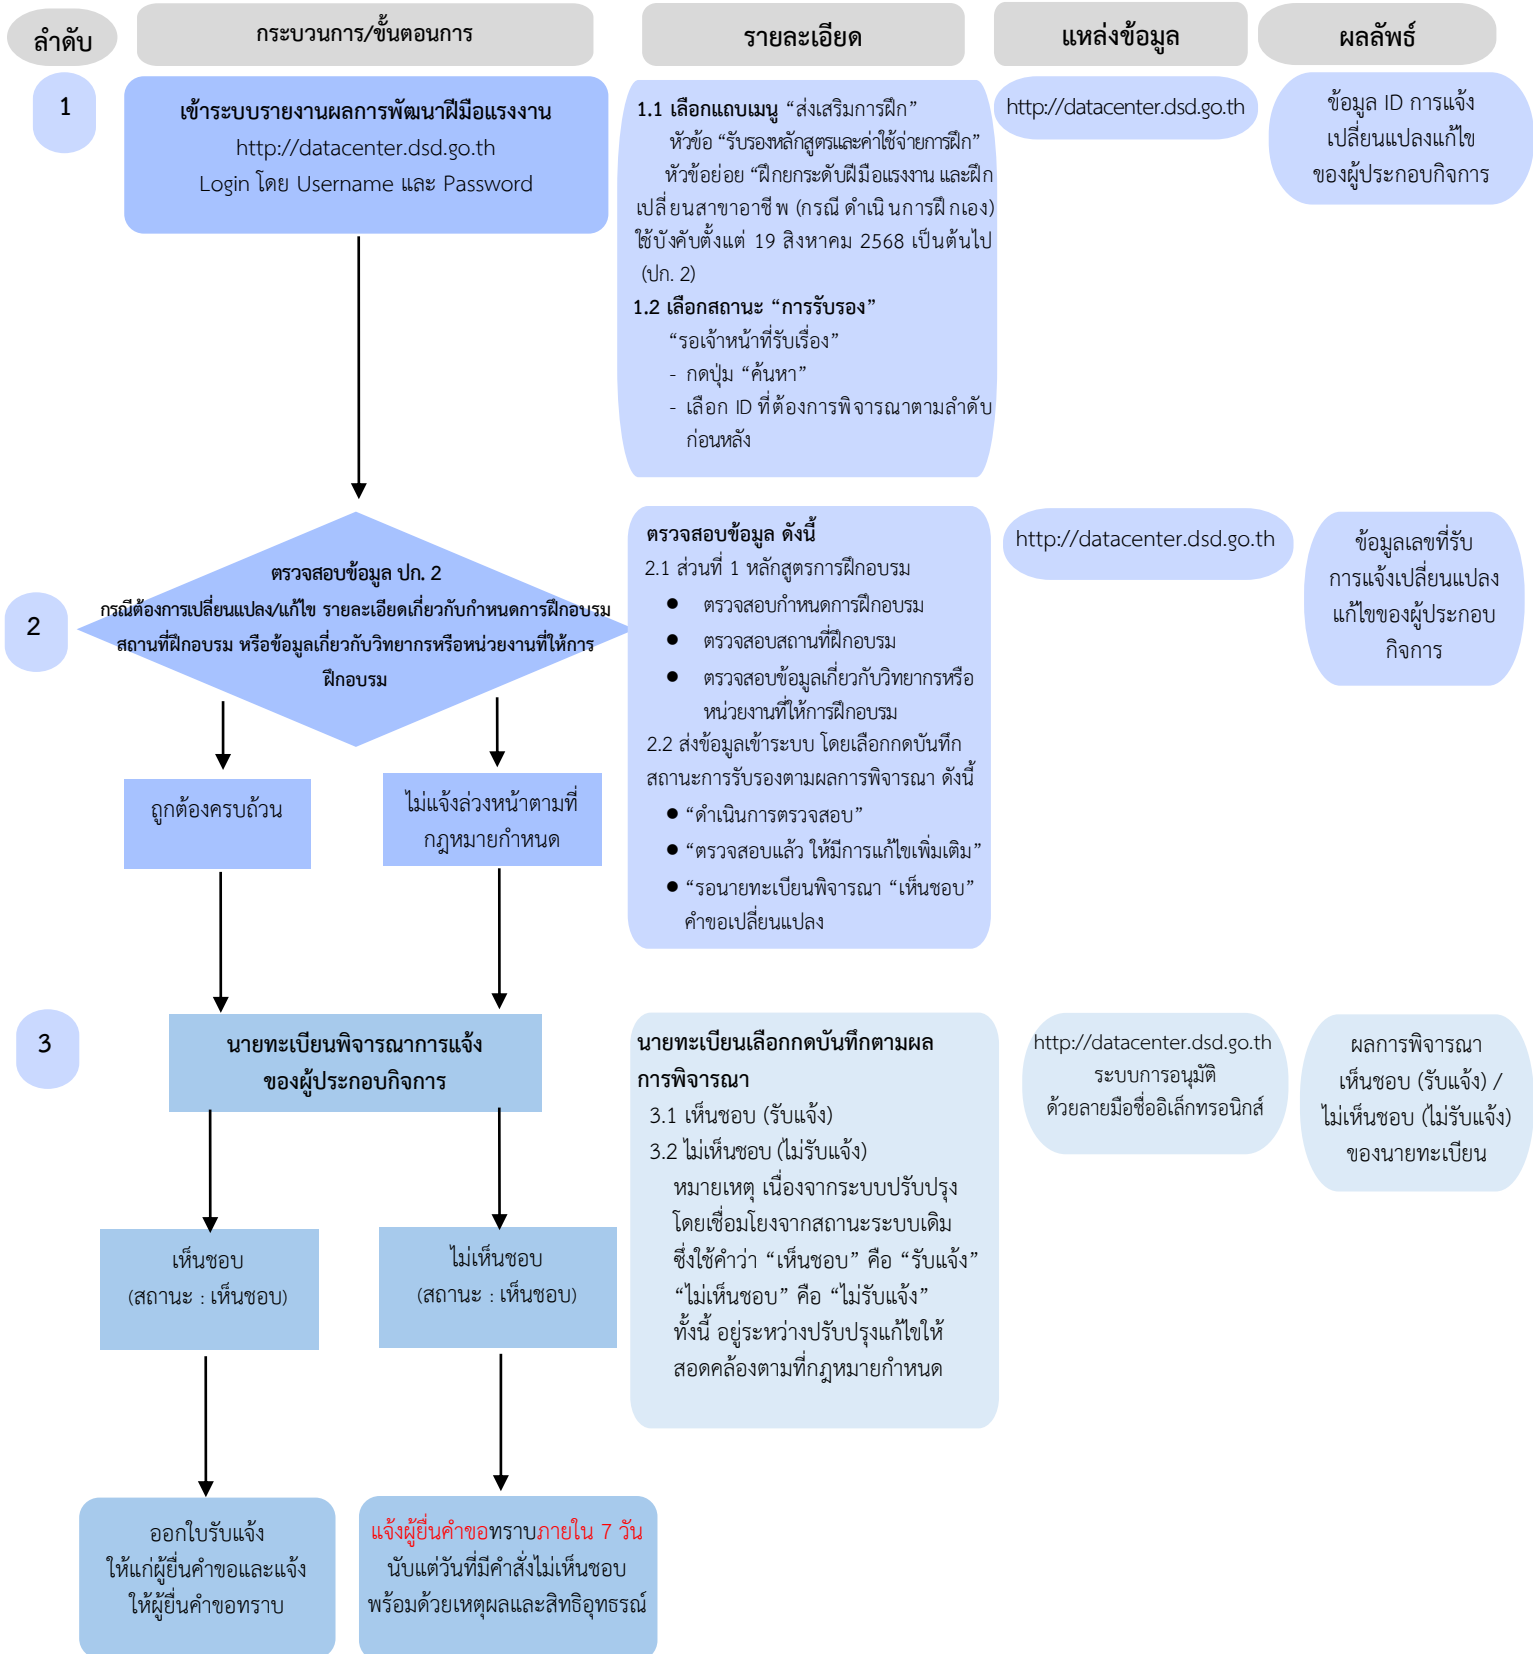 ลำดับ
กระบวนการ/ขั้นตอนการ
รายละเอียด
แหล่งข้อมูล
ผลลัพธ์
1
เข้าระบบรายงานผลการพัฒนาฝีมือแรงงาน
http://datacenter.dsd.go.th
Login โดย Username และ Password
1.1 เลือกแถบเมนู “ส่งเสริมการฝึก”
หัวข้อ “รับรองหลักสูตรและค่าใช้จ่ายการฝึก”
หัวข้อย่อย “ฝึกยกระดับฝีมือแรงงาน และฝึก
เปลี่ยนสาขาอาชีพ (กรณี ดำเนินการฝึกเอง)
ใช้บังคับตั้งแต่ 19 สิงหาคม 2568 เป็นต้นไป
(ปก. 2)
1.2 เลือกสถานะ “การรับรอง”
“รอเจ้าหน้าที่รับเรื่อง”
- กดปุ่ม “ค้นหา”
- เลือก ID ที่ต้องการพิจารณาตามลำดับ
ก่อนหลัง
http://datacenter.dsd.go.th
ข้อมูล ID การแจ้ง
เปลี่ยนแปลงแก้ไข
ของผู้ประกอบกิจการ
2
ตรวจสอบข้อมูล ปก. 2
กรณีต้องการเปลี่ยนแปลง/แก้ไข รายละเอียดเกี่ยวกับกำหนดการฝึกอบรม
สถานที่ฝึกอบรม หรือข้อมูลเกี่ยวกับวิทยากรหรือหน่วยงานที่ให้การ
ฝึกอบรม
ถูกต้องครบถ้วน
ไม่แจ้งล่วงหน้าตามที่
กฎหมายกำหนด
ตรวจสอบข้อมูล ดังนี้
2.1 ส่วนที่ 1 หลักสูตรการฝึกอบรม
● ตรวจสอบกำหนดการฝึกอบรม
● ตรวจสอบสถานที่ฝึกอบรม
● ตรวจสอบข้อมูลเกี่ยวกับวิทยากรหรือ
หน่วยงานที่ให้การฝึกอบรม
2.2 ส่งข้อมูลเข้าระบบ โดยเลือกกดบันทึก
สถานะการรับรองตามผลการพิจารณา ดังนี้
● “ดำเนินการตรวจสอบ”
● “ตรวจสอบแล้ว ให้มีการแก้ไขเพิ่มเติม”
● “รอนายทะเบียนพิจารณา “เห็นชอบ”
คำขอเปลี่ยนแปลง
http://datacenter.dsd.go.th
ข้อมูลเลขที่รับ
การแจ้งเปลี่ยนแปลง
แก้ไขของผู้ประกอบ
กิจการ
3
นายทะเบียนพิจารณาการแจ้ง
ของผู้ประกอบกิจการ
เห็นชอบ
(สถานะ : เห็นชอบ)
ไม่เห็นชอบ
(สถานะ : เห็นชอบ)
ออกใบรับแจ้ง
ให้แก่ผู้ยื่นคำขอและแจ้ง
ให้ผู้ยื่นคำขอทราบ
แจ้งผู้ยื่นคำขอทราบภายใน 7 วัน
นับแต่วันที่มีคำสั่งไม่เห็นชอบ
พร้อมด้วยเหตุผลและสิทธิอุทธรณ์
นายทะเบียนเลือกกดบันทึกตามผล
การพิจารณา
3.1 เห็นชอบ (รับแจ้ง)
3.2 ไม่เห็นชอบ (ไม่รับแจ้ง)
หมายเหตุ เนื่องจากระบบปรับปรุง
โดยเชื่อมโยงจากสถานะระบบเดิม
ซึ่งใช้คำว่า “เห็นชอบ” คือ “รับแจ้ง”
“ไม่เห็นชอบ” คือ “ไม่รับแจ้ง”
ทั้งนี้ อยู่ระหว่างปรับปรุงแก้ไขให้
สอดคล้องตามที่กฎหมายกำหนด
http://datacenter.dsd.go.th
ระบบการอนุมัติ
ด้วยลายมือชื่ออิเล็กทรอนิกส์
ผลการพิจารณา
เห็นชอบ (รับแจ้ง) /
ไม่เห็นชอบ (ไม่รับแจ้ง)
ของนายทะเบียน